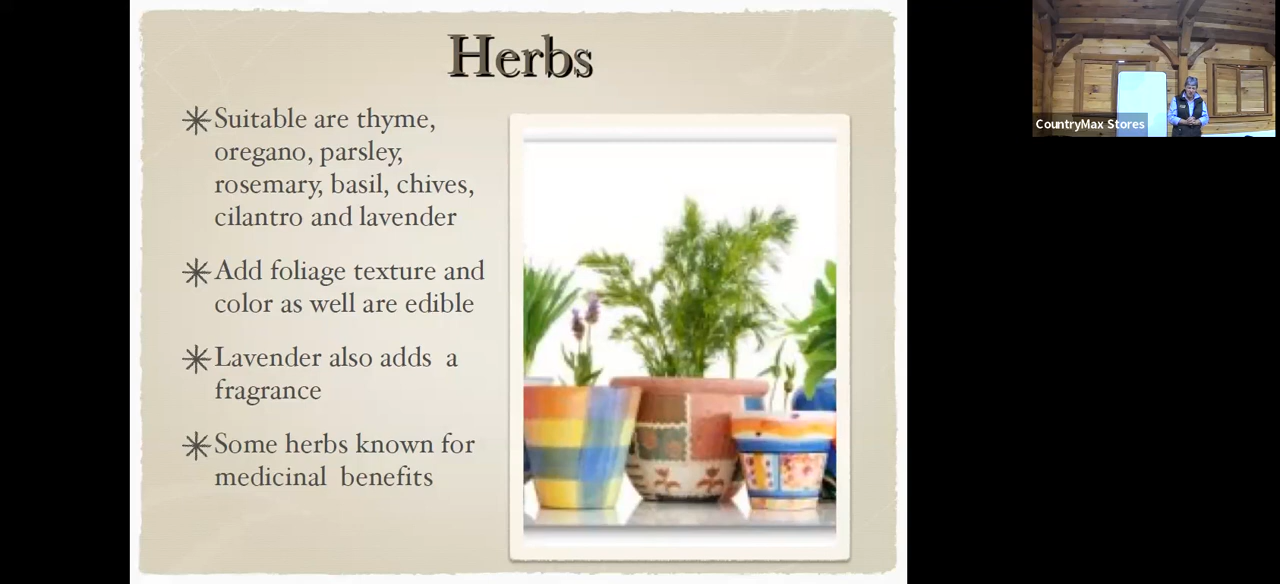 Herbs
Suitable are thyme,
oregano, parsley,
rosemary, basil, chives,
cilantro and lavender
Add foliage texture and
color as well are edible
Lavender also adds a
fragrance
Some herbs known for
medicinal benefits
CountryMax Stores